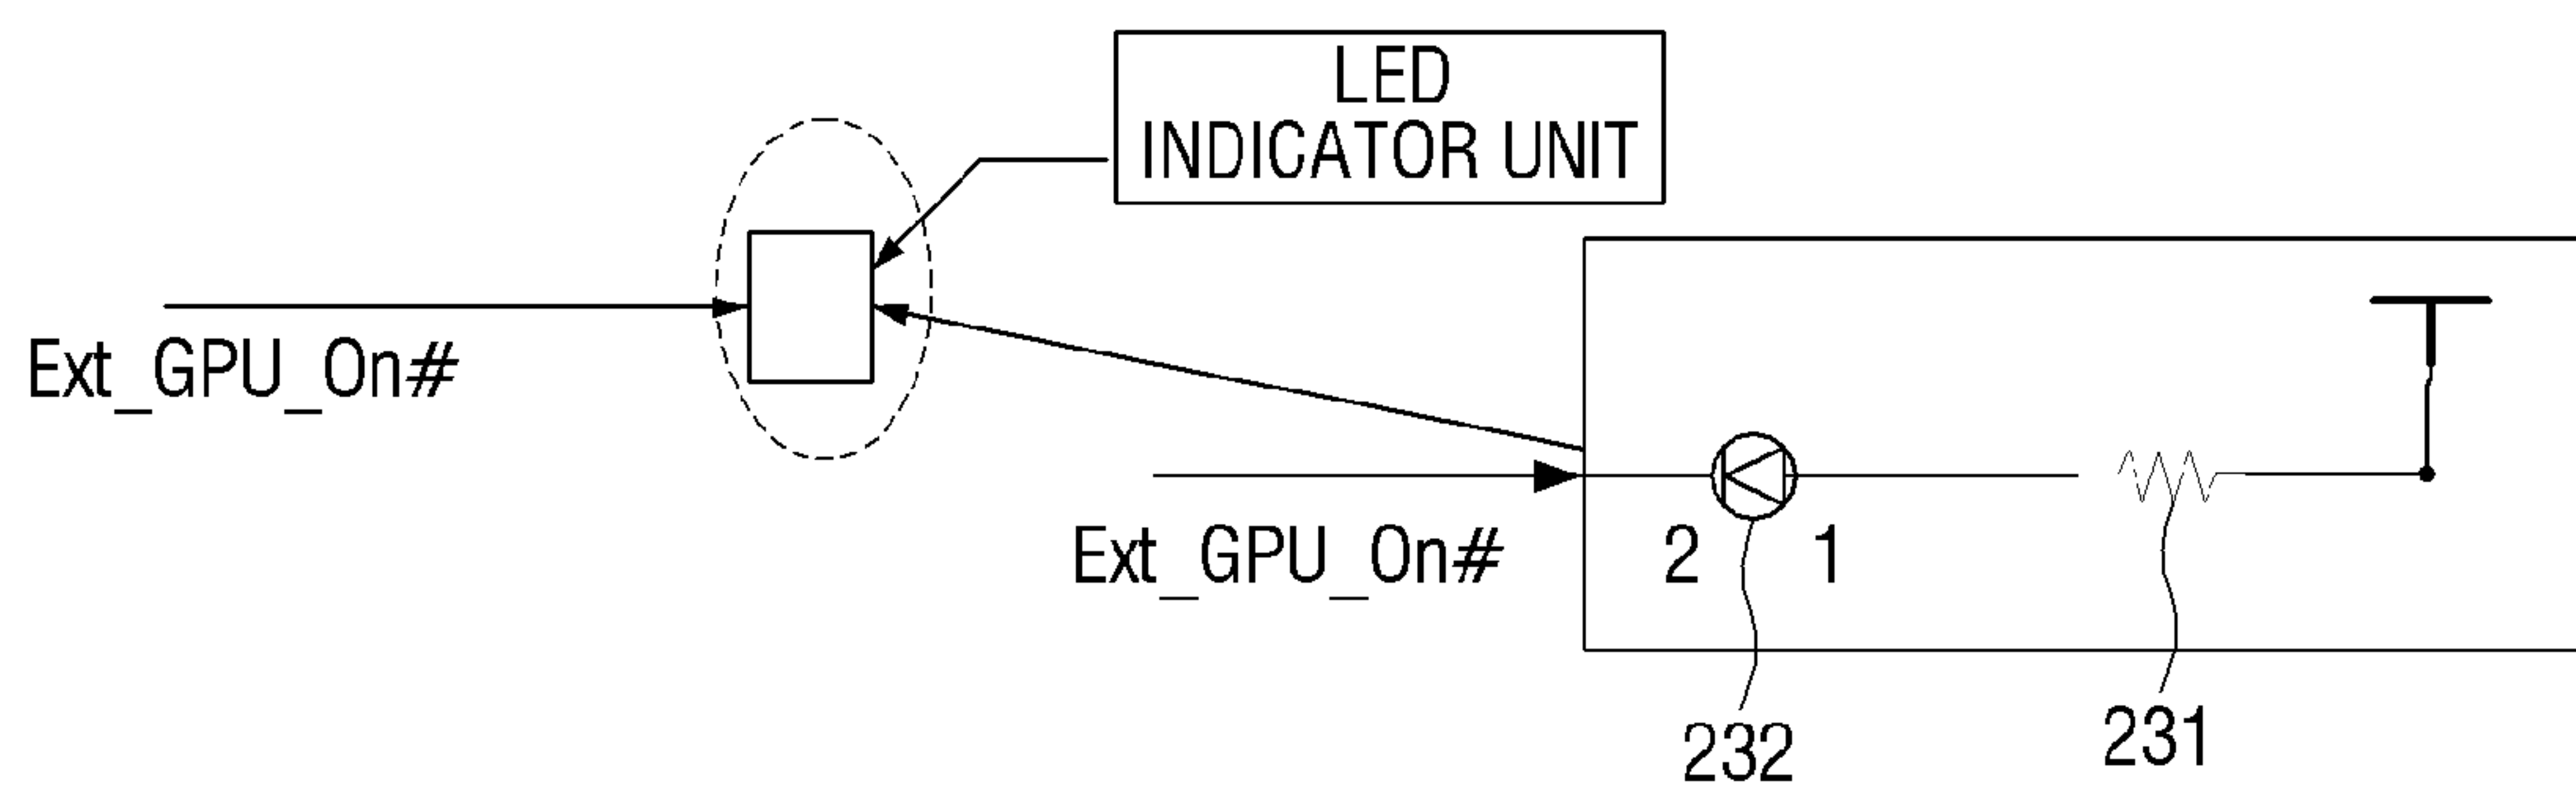 LED
INDICATOR UNIT
Ext_GPU_On#
Ext_GPU_On#
2
1
232
231